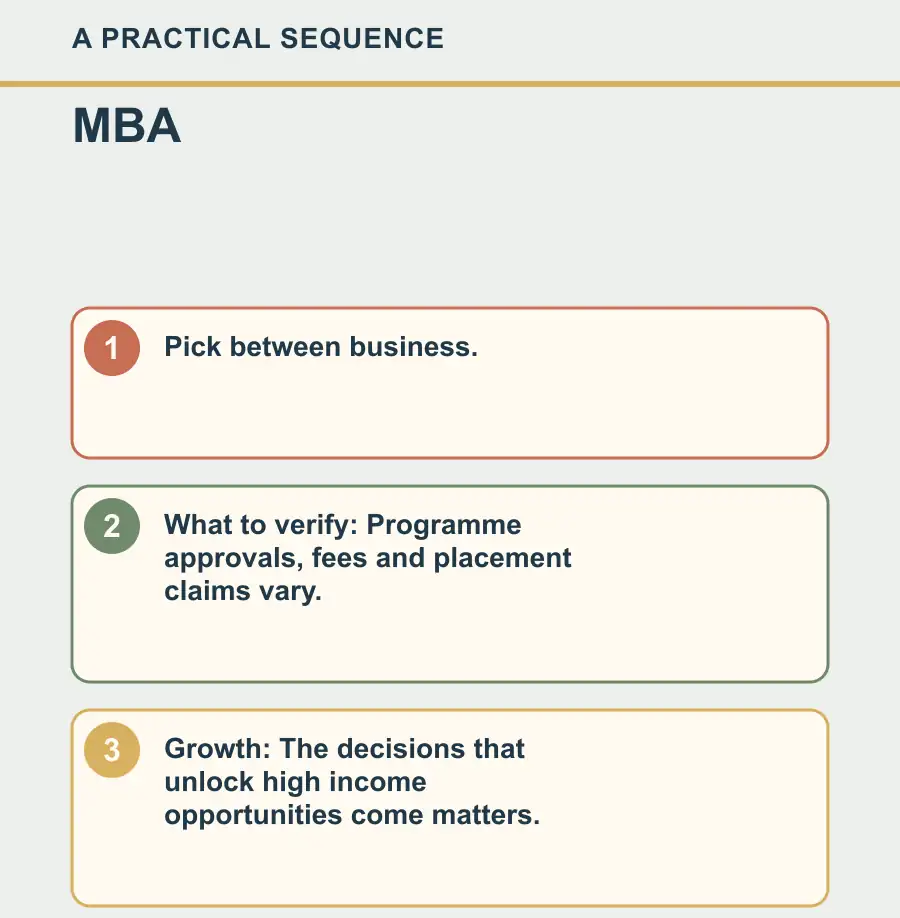 A PRACTICAL SEQUENCE
MBA
1
Pick between business.
2
What to verify: Programme
approvals, fees and placement
claims vary.
3
Growth: The decisions that
unlock high income
opportunities come matters.